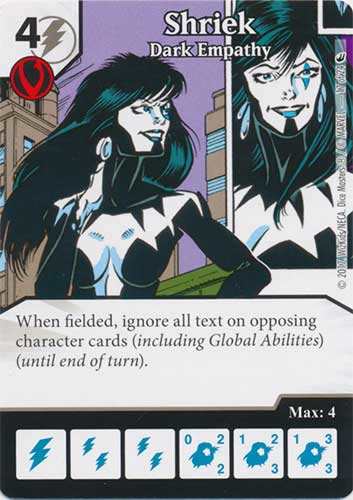 4
Shriek
Dark Empathy
When fielded, ignore all text on opposing
character cards (including Global Abilities)
(until end of turn).
Max: 4
0 2 2
1 2 2
1 3 3